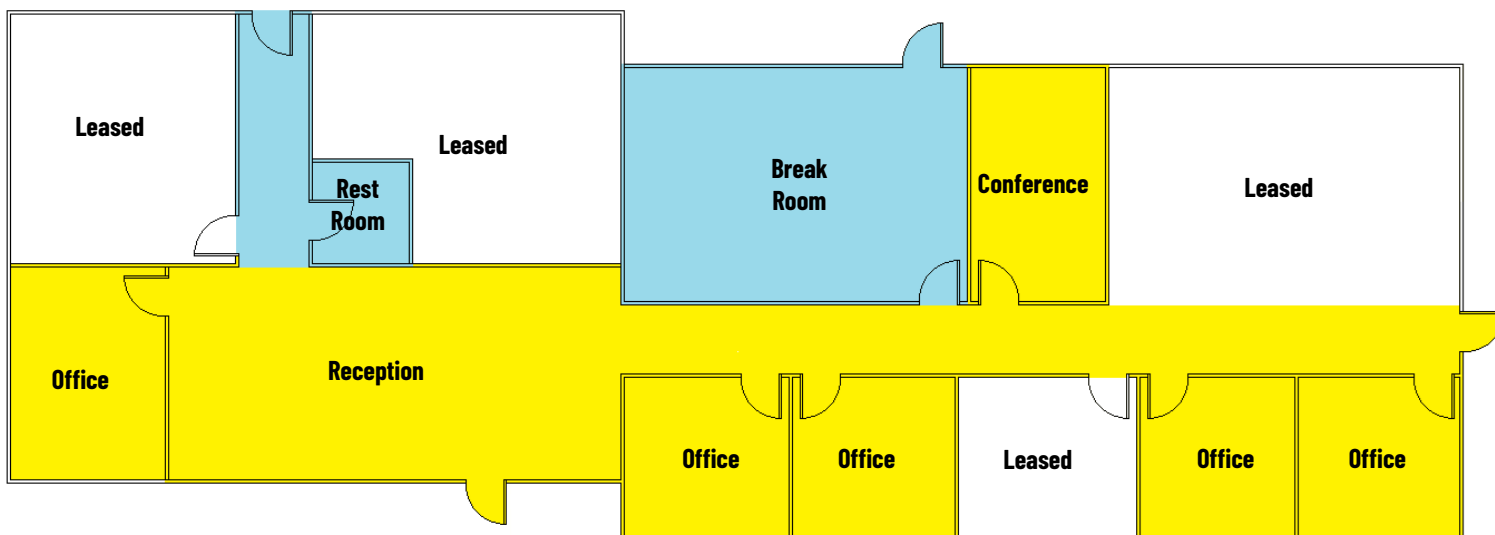 Leased
Leased
Rest
Room
Break
Room
Conference
Leased
Office
Reception
Office
Office
Leased
Office
Office